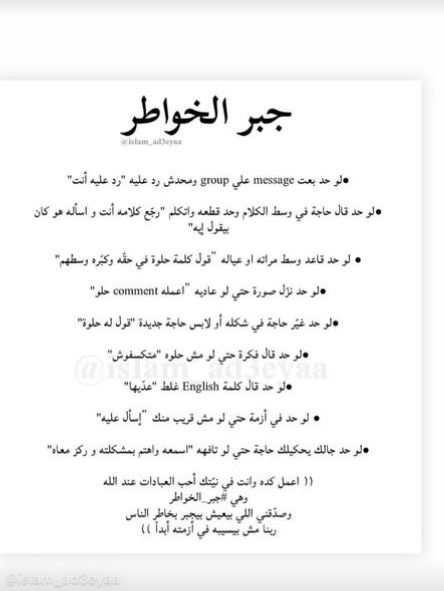 جبر الخواطر
@islam_ad3eyaa
●لو حد بعت message علي group ومحدش رد عليه "رد عليه أنت"
●لو حد قال حاجة في وسط الكلام وحد قطعه واتكلم "رجّع كلامه أنت و اسأله هو كان
بيقول إيه"
● لو حد قاعد وسط مراته او عياله "قول كلمة حلوة في حقّه وكبّره وسطهم"
●لو حد نزّل صورة حتي لو عاديه "اعمله comment حلو"
●لو حد غيّر حاجة في شكله أو لابس حاجة جديدة "قول له حلوة"
●لو حد قال فكرة حتي لو مش حلوه "متكسفوش"
@islam_ad3eyaa
●لو حد قال كلمة English غلط "عدّيها"
● لو حد في أزمة حتي لو مش قريب منك "إسأل عليه"
●لو حد جالك يحكيلك حاجة حتي لو تافهه "اسمعه واهتم بمشكلته و ركز معاه"
(( اعمل كده وانت في نيّتك أحب العبادات عند الله
وهي #جبر_الخواطر
وصدّقني اللي بيعيش بيجبر بخاطر الناس
ربنا مش بيسيبه في أزمته أبداً ))
@islam_ad3eyaa